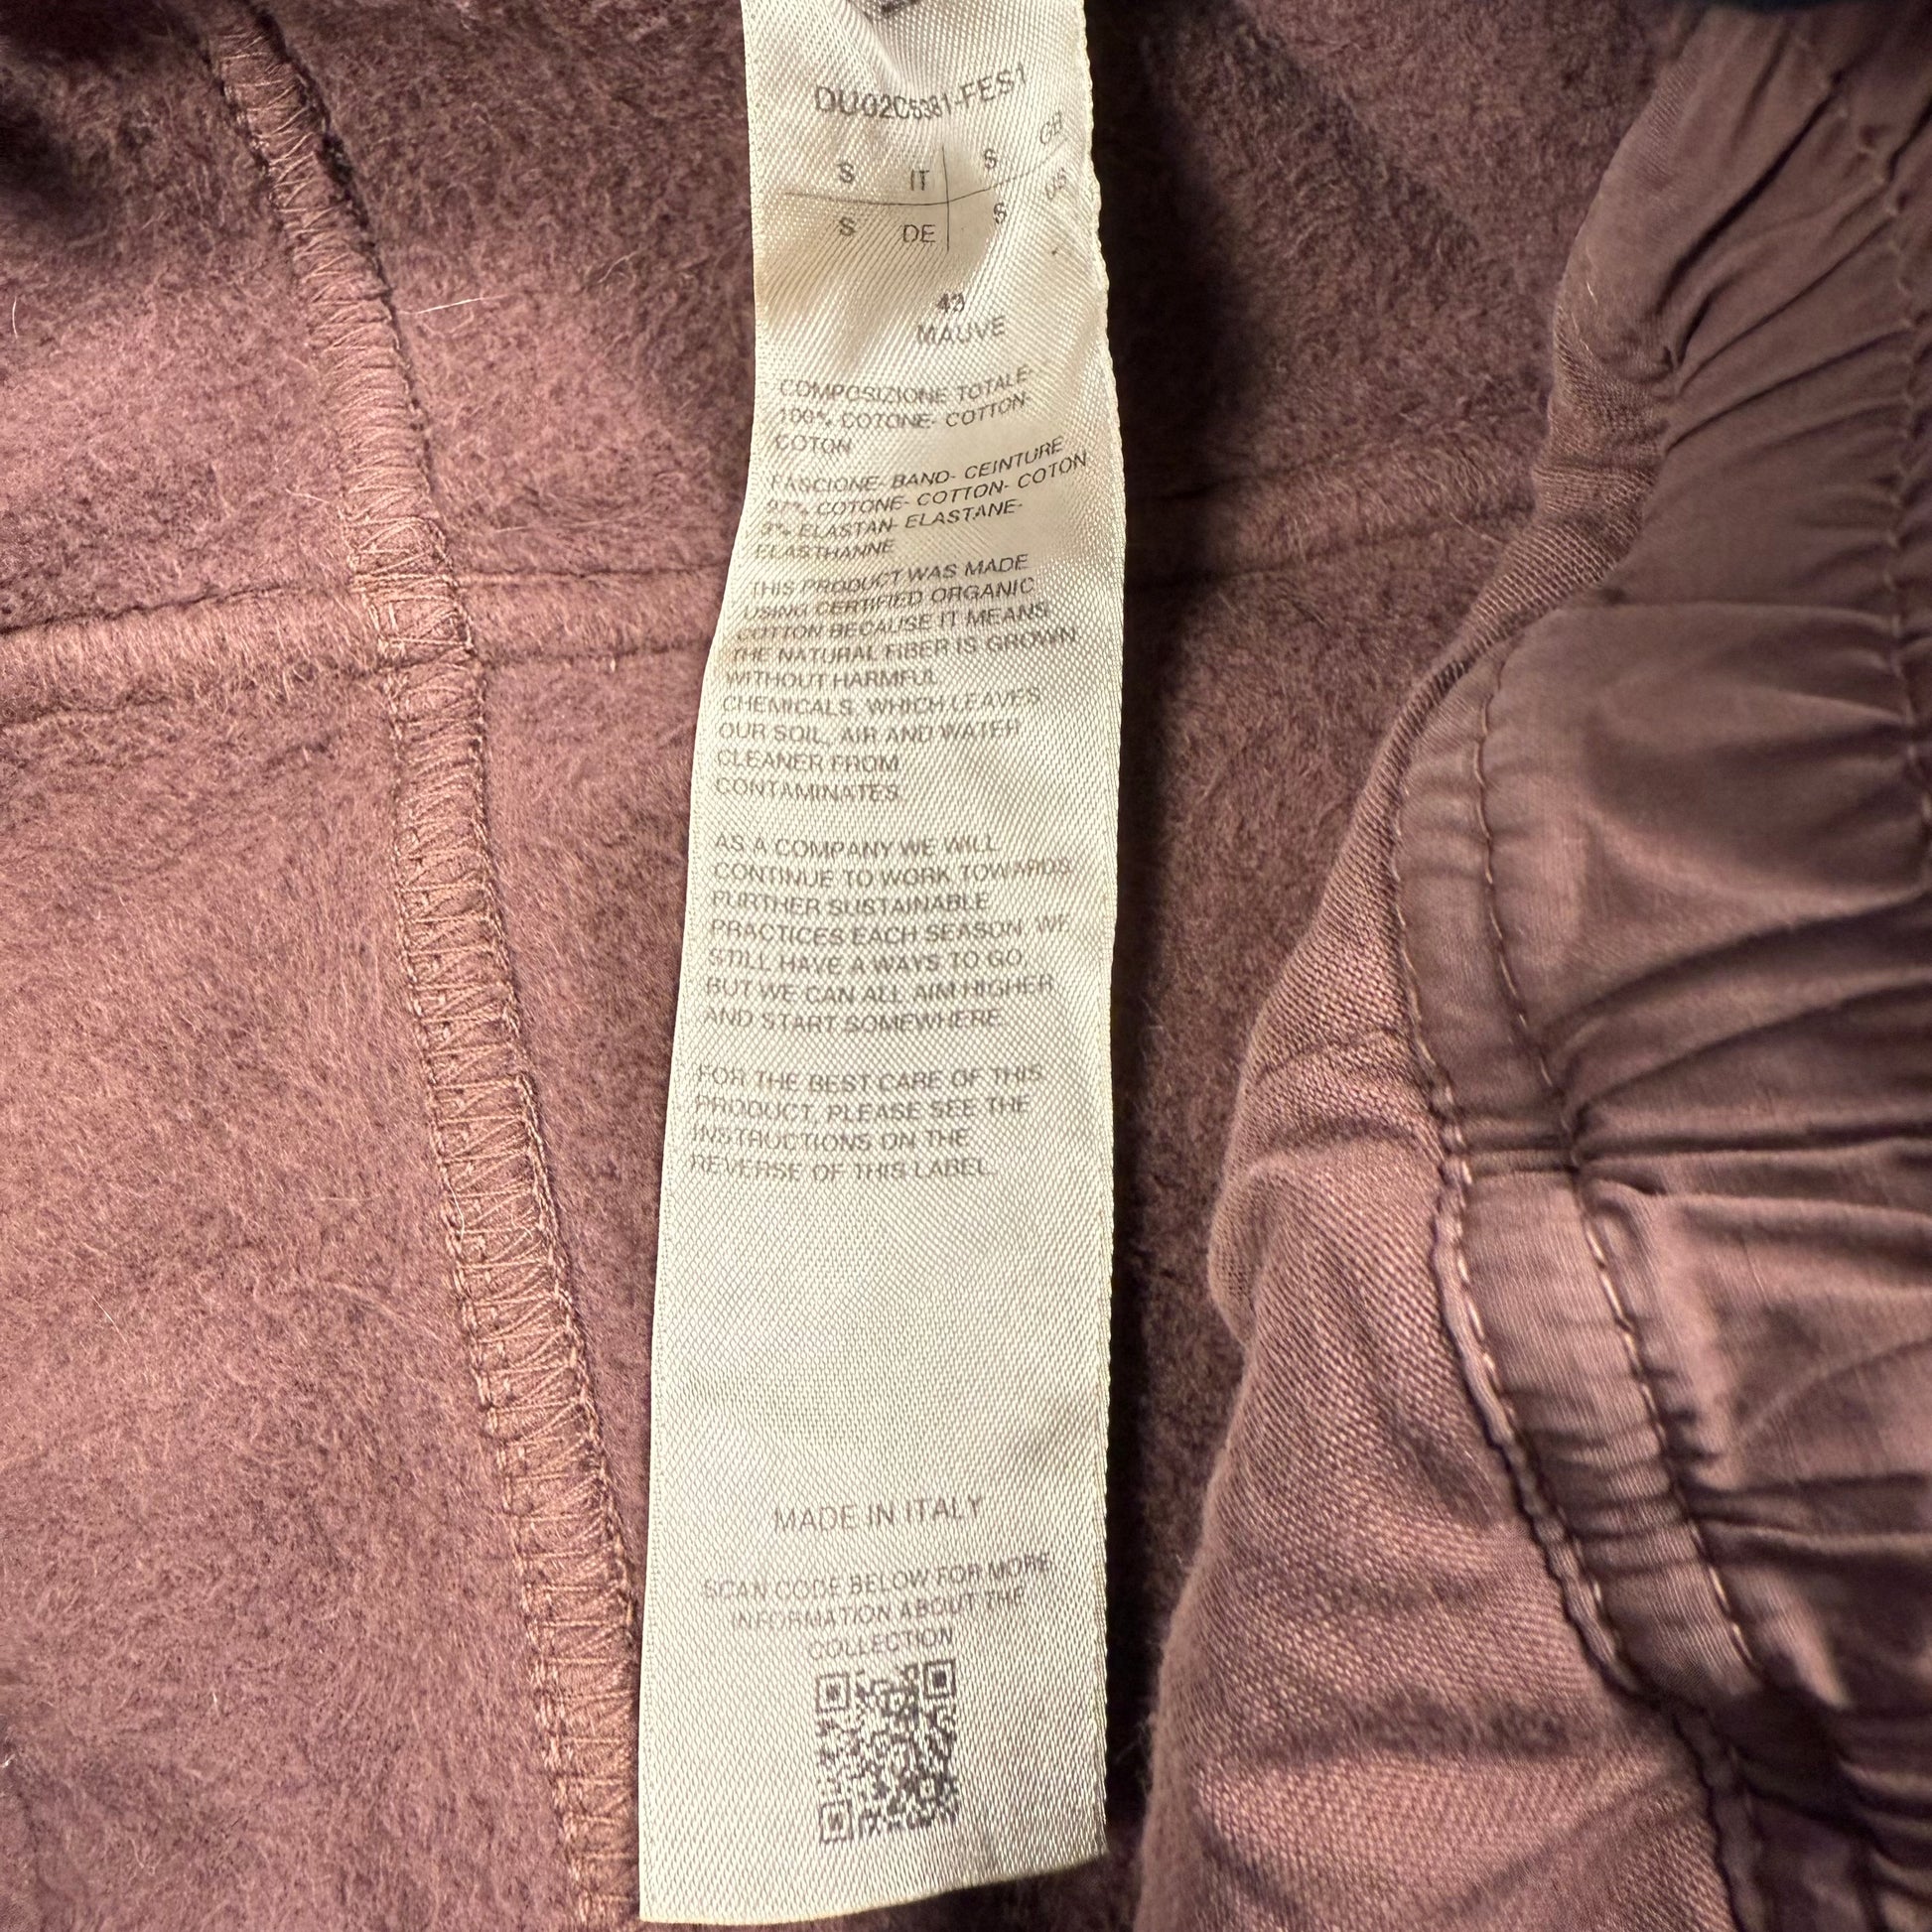 DU02C5381-FES1
S IT S GB
S DE S US
43
MAUVE
COMPOSIZIONE TOTALE-
100% COTONE- COTTON-
COTON
FASCIONE- BAND- CEINTURE
97% COTONE- COTTON- COTON
3% ELASTAN- ELASTANE-
ELASTHANNE
THIS PRODUCT WAS MADE
USING CERTIFIED ORGANIC
COTTON BECAUSE IT MEANS
THE NATURAL FIBER IS GROWN
WITHOUT HARMFUL
CHEMICALS, WHICH LEAVES
OUR SOIL, AIR AND WATER
CLEANER FROM
CONTAMINATES.
AS A COMPANY WE WILL
CONTINUE TO WORK TOWARDS
FURTHER SUSTAINABLE
PRACTICES EACH SEASON. WE
STILL HAVE A WAYS TO GO,
BUT WE CAN ALL AIM HIGHER
AND START SOMEWHERE.
FOR THE BEST CARE OF THIS
PRODUCT, PLEASE SEE THE
INSTRUCTIONS ON THE
REVERSE OF THIS LABEL.
MADE IN ITALY
SCAN CODE BELOW FOR MORE
INFORMATION ABOUT THE
COLLECTION